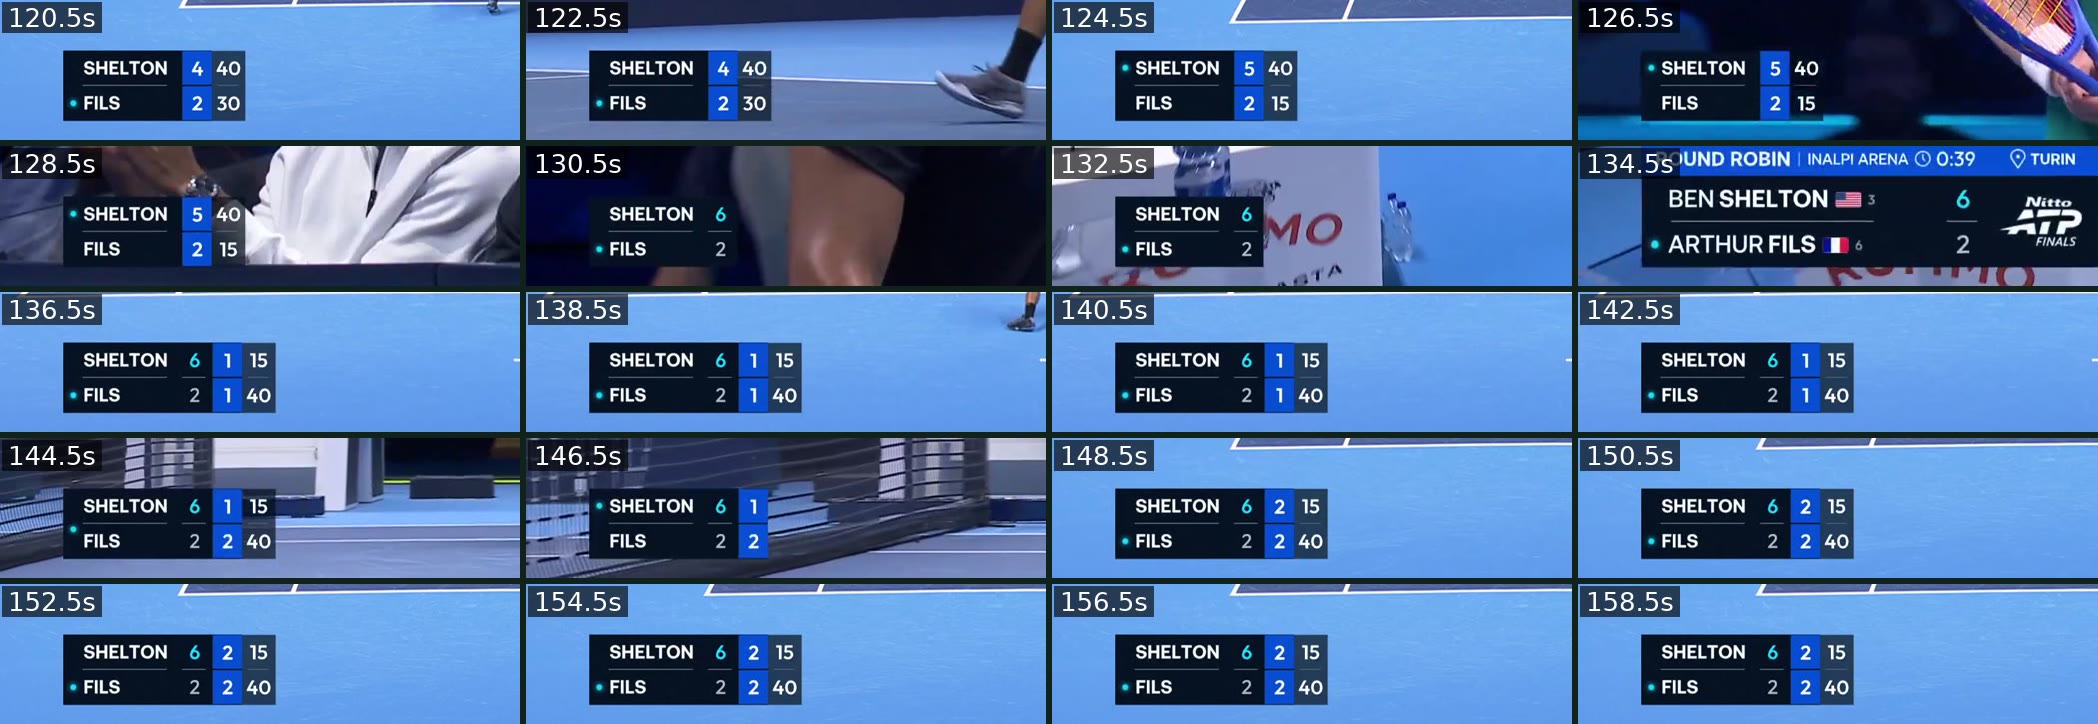 120.5s
SHELTON 4 40
FILS 2 30
122.5s
SHELTON 4 40
FILS 2 30
124.5s
SHELTON 5 40
FILS 2 15
126.5s
SHELTON 5 40
FILS 2 15
128.5s
SHELTON 5 40
FILS 2 15
130.5s
SHELTON 6
FILS 2
132.5s
SHELTON 6
FILS 2
134.5s
ROUND ROBIN | INALPI ARENA 0:39 TURIN
BEN SHELTON 3 6
ARTHUR FILS 6 2
Nitto
ATP
FINALS
136.5s
SHELTON 6 1 15
FILS 2 1 40
138.5s
SHELTON 6 1 15
FILS 2 1 40
140.5s
SHELTON 6 1 15
FILS 2 1 40
142.5s
SHELTON 6 1 15
FILS 2 1 40
144.5s
SHELTON 6 1 15
FILS 2 2 40
146.5s
SHELTON 6 1
FILS 2 2
148.5s
SHELTON 6 2 15
FILS 2 2 40
150.5s
SHELTON 6 2 15
FILS 2 2 40
152.5s
SHELTON 6 2 15
FILS 2 2 40
154.5s
SHELTON 6 2 15
FILS 2 2 40
156.5s
SHELTON 6 2 15
FILS 2 2 40
158.5s
SHELTON 6 2 15
FILS 2 2 40